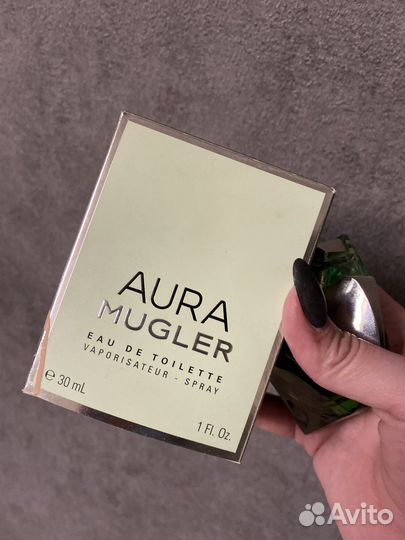 AURA
MUGLER
EAU DE TOILETTE
VAPORISATEUR - SPRAY
e 30 mL
1 Fl. Oz.
Avito